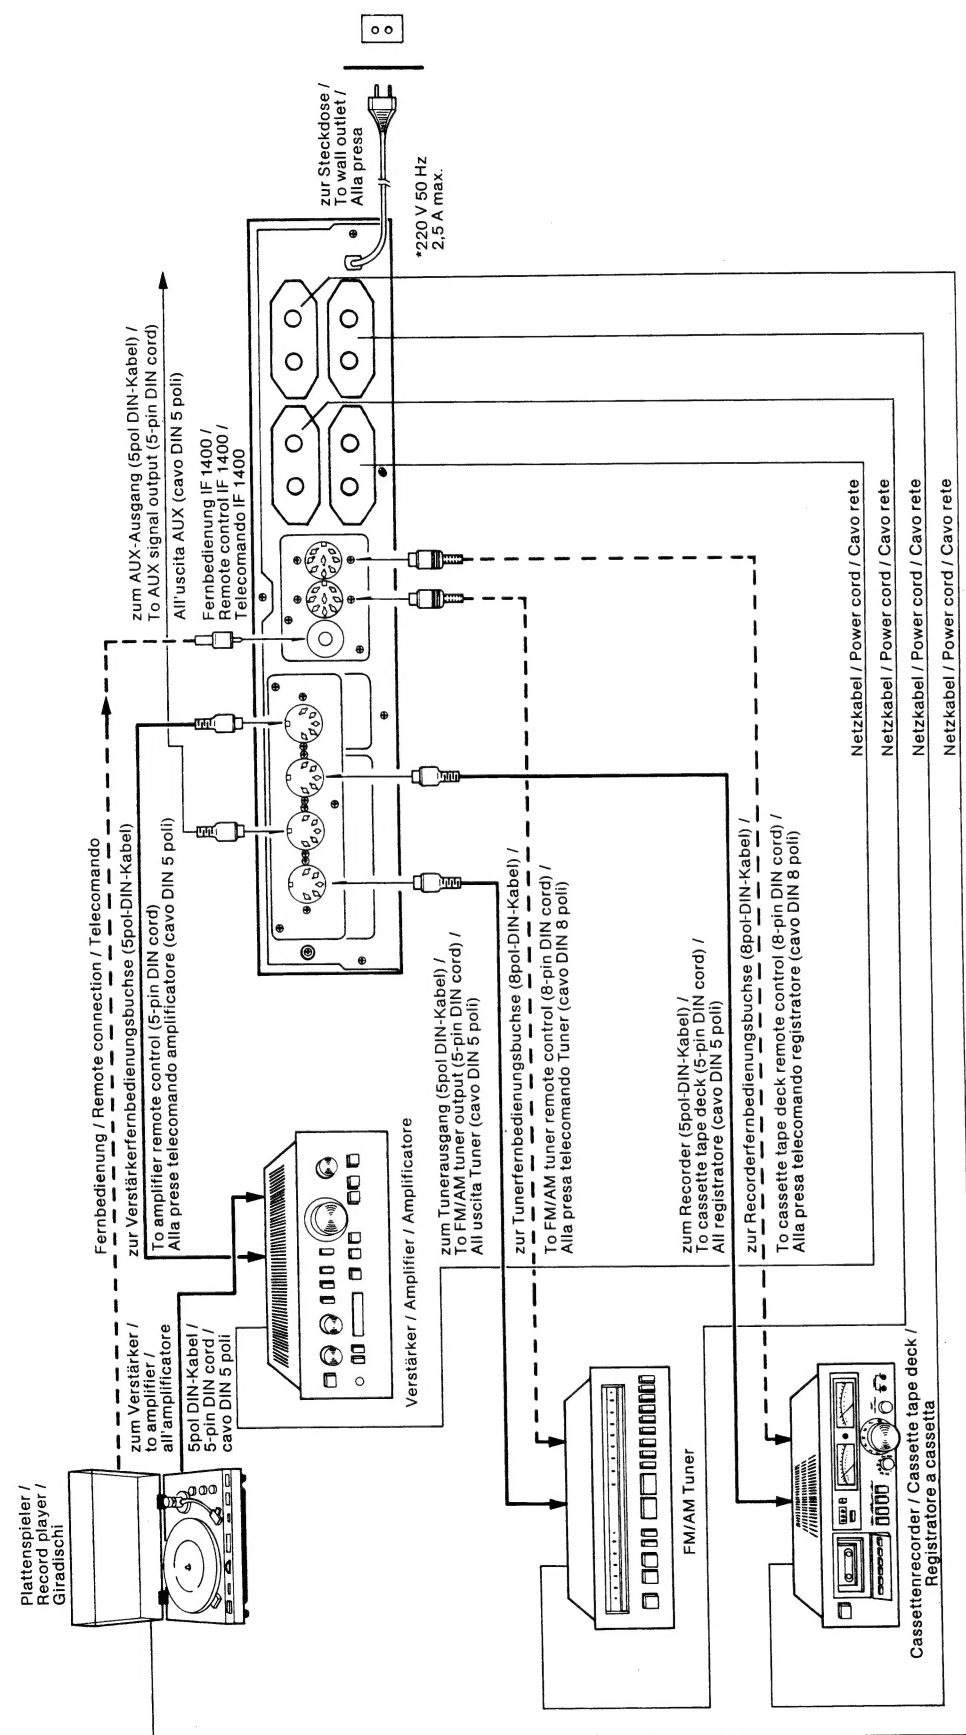 zur Steckdose /
To wall outlet /
Alla presa
*220 V 50 Hz
2,5 A max.
zum AUX-Ausgang (5pol DIN-Kabel) /
To AUX signal output (5-pin DIN cord)
All'uscita AUX (cavo DIN 5 poli)
Fernbedienung IF 1400 /
Remote control IF 1400 /
Telecomando IF 1400
Fernbedienung / Remote connection / Telecomando
zur Verstärkerfernbedienungsbuchse (5pol-DIN-Kabel)
To amplifier remote control (5-pin DIN cord)
Alla prese telecomando amplificatore (cavo DIN 5 poli)
zum Verstärker /
to amplifier /
all'amplificatore
5pol DIN-Kabel /
5-pin DIN cord /
cavo DIN 5 poli
Plattenspieler /
Record player /
Giradischi
Verstärker / Amplifier / Amplificatore
zum Tunerausgang (5pol DIN-Kabel) /
To FM/AM tuner output (5-pin DIN cord) /
All uscita Tuner (cavo DIN 5 poli)
zur Tunerfernbedienungsbuchse (8pol-DIN-Kabel) /
To FM/AM tuner remote control (8-pin DIN cord) /
Alla presa telecomando Tuner (cavo DIN 8 poli)
FM/AM Tuner
zum Recorder (5pol-DIN-Kabel) /
To cassette tape deck (5-pin DIN cord) /
All registratore (cavo DIN 5 poli)
zur Recorderfernbedienungsbuchse (8pol-DIN-Kabel) /
To cassette tape deck remote control (8-pin DIN cord) /
Alla presa telecomando registratore (cavo DIN 8 poli)
Cassettenrecorder / Cassette tape deck /
Registratore a cassetta
Netzkabel / Power cord / Cavo rete
Netzkabel / Power cord / Cavo rete
Netzkabel / Power cord / Cavo rete
Netzkabel / Power cord / Cavo rete